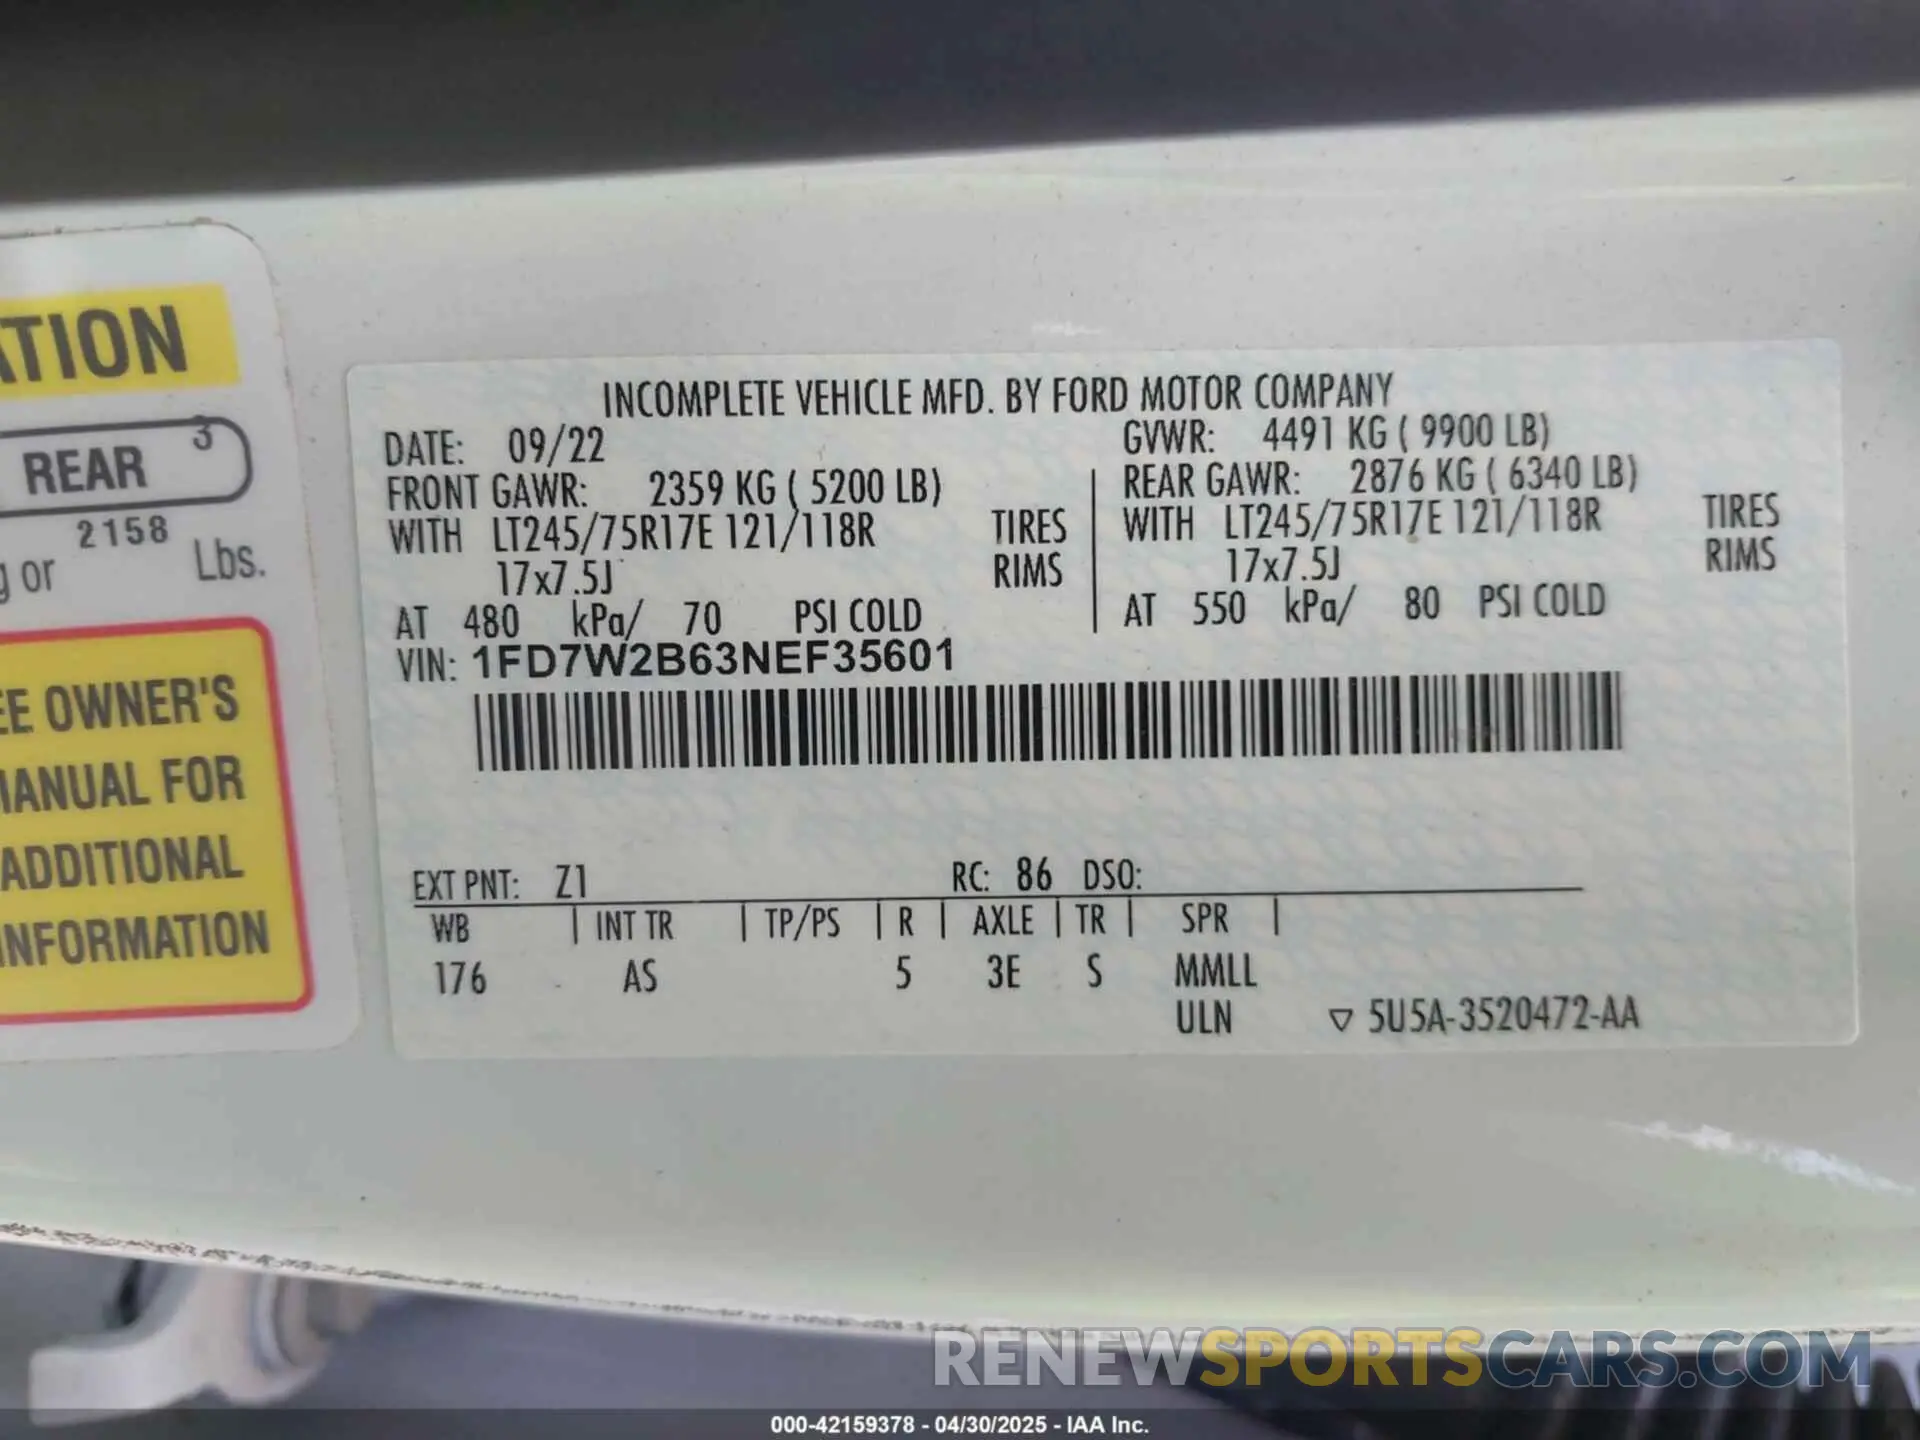 ATION
REAR 3
2158
g or Lbs.
EE OWNER'S
MANUAL FOR
ADDITIONAL
INFORMATION
INCOMPLETE VEHICLE MFD. BY FORD MOTOR COMPANY
DATE: 09/22 GVWR: 4491 KG ( 9900 LB)
FRONT GAWR: 2359 KG ( 5200 LB) REAR GAWR: 2876 KG ( 6340 LB)
WITH LT245/75R17E 121/118R TIRES WITH LT245/75R17E 121/118R TIRES
17x7.5J RIMS 17x7.5J RIMS
AT 480 kPa/ 70 PSI COLD AT 550 kPa/ 80 PSI COLD
VIN: 1FD7W2B63NEF35601
EXT PNT: Z1 RC: 86 DSO:
WB | INT TR | TP/PS | R | AXLE | TR | SPR |
176 AS 5 3E S MMLL
ULN ▽ 5U5A-3520472-AA
RENEWSPORTSCARS.COM
000-42159378 - 04/30/2025 - IAA Inc.